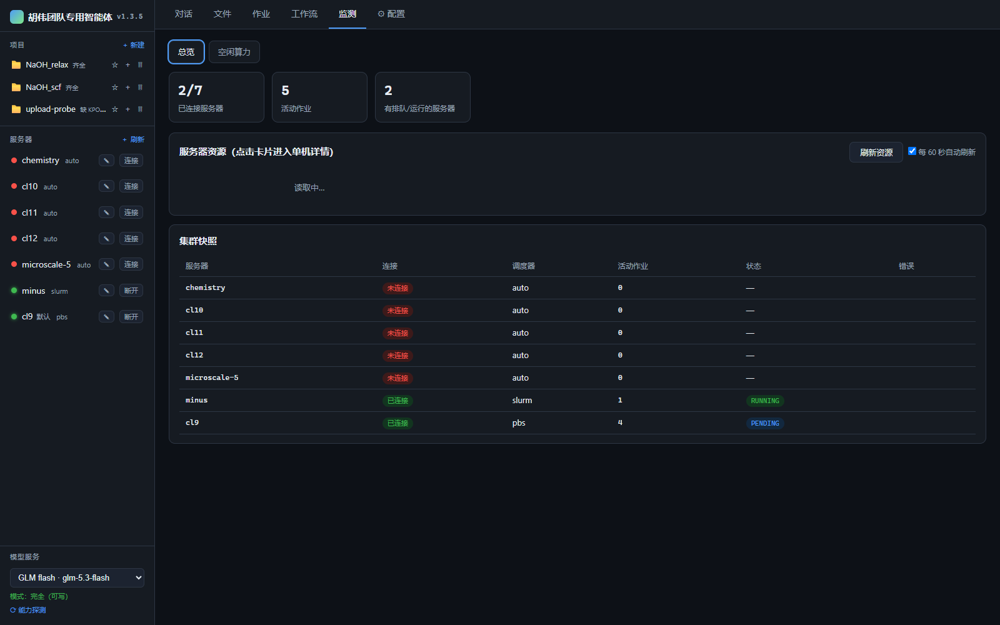 胡伟团队专用智能体 v1.3.5
项目 + 新建
NaOH_relax 齐全 ☆ +
NaOH_scf 齐全 ☆ +
upload-probe 缺 KPO... ☆ +
服务器 + 刷新
chemistry auto 连接
cl10 auto 连接
cl11 auto 连接
cl12 auto 连接
microscale-5 auto 连接
minus slurm 断开
cl9 默认 pbs 断开
模型服务
GLM flash · glm-5.3-flash
模式：完全（可写）
⟳ 能力探测
对话 文件 作业 工作流 监测 ⚙ 配置
总览 空闲算力
2/7
已连接服务器
5
活动作业
2
有排队/运行的服务器
服务器资源（点击卡片进入单机详情） 刷新资源 每 60 秒自动刷新
读取中...
集群快照
服务器 连接 调度器 活动作业 状态 错误
chemistry 未连接 auto 0 —
cl10 未连接 auto 0 —
cl11 未连接 auto 0 —
cl12 未连接 auto 0 —
microscale-5 未连接 auto 0 —
minus 已连接 slurm 1 RUNNING
cl9 已连接 pbs 4 PENDING